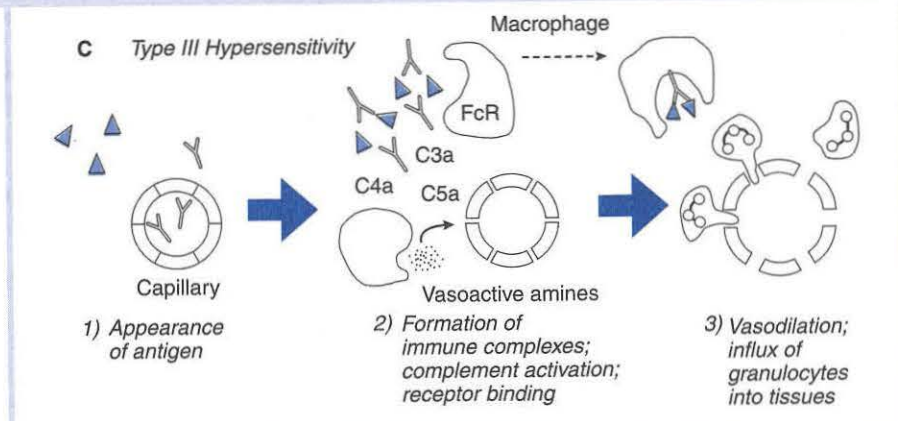 C Type III Hypersensitivity
Macrophage
FcR
C3a
C4a
C5a
Capillary
Vasoactive amines
1) Appearance
of antigen
2) Formation of
immune complexes;
complement activation;
receptor binding
3) Vasodilation;
influx of
granulocytes
into tissues